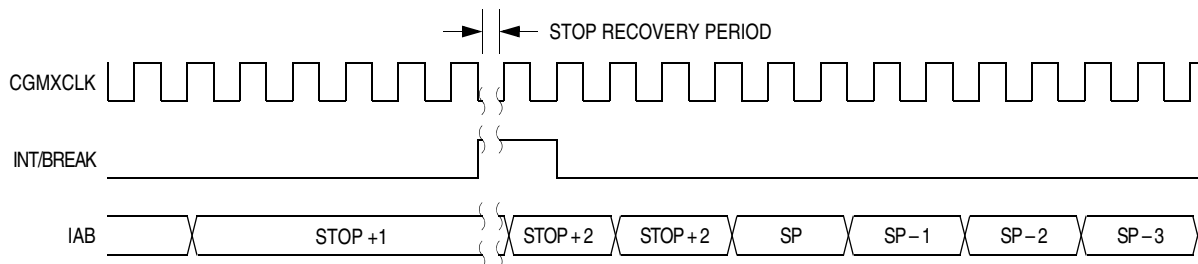 STOP RECOVERY PERIOD
CGMXCLK
INT/BREAK
IAB
STOP +1
STOP + 2
STOP + 2
SP
SP – 1
SP – 2
SP – 3